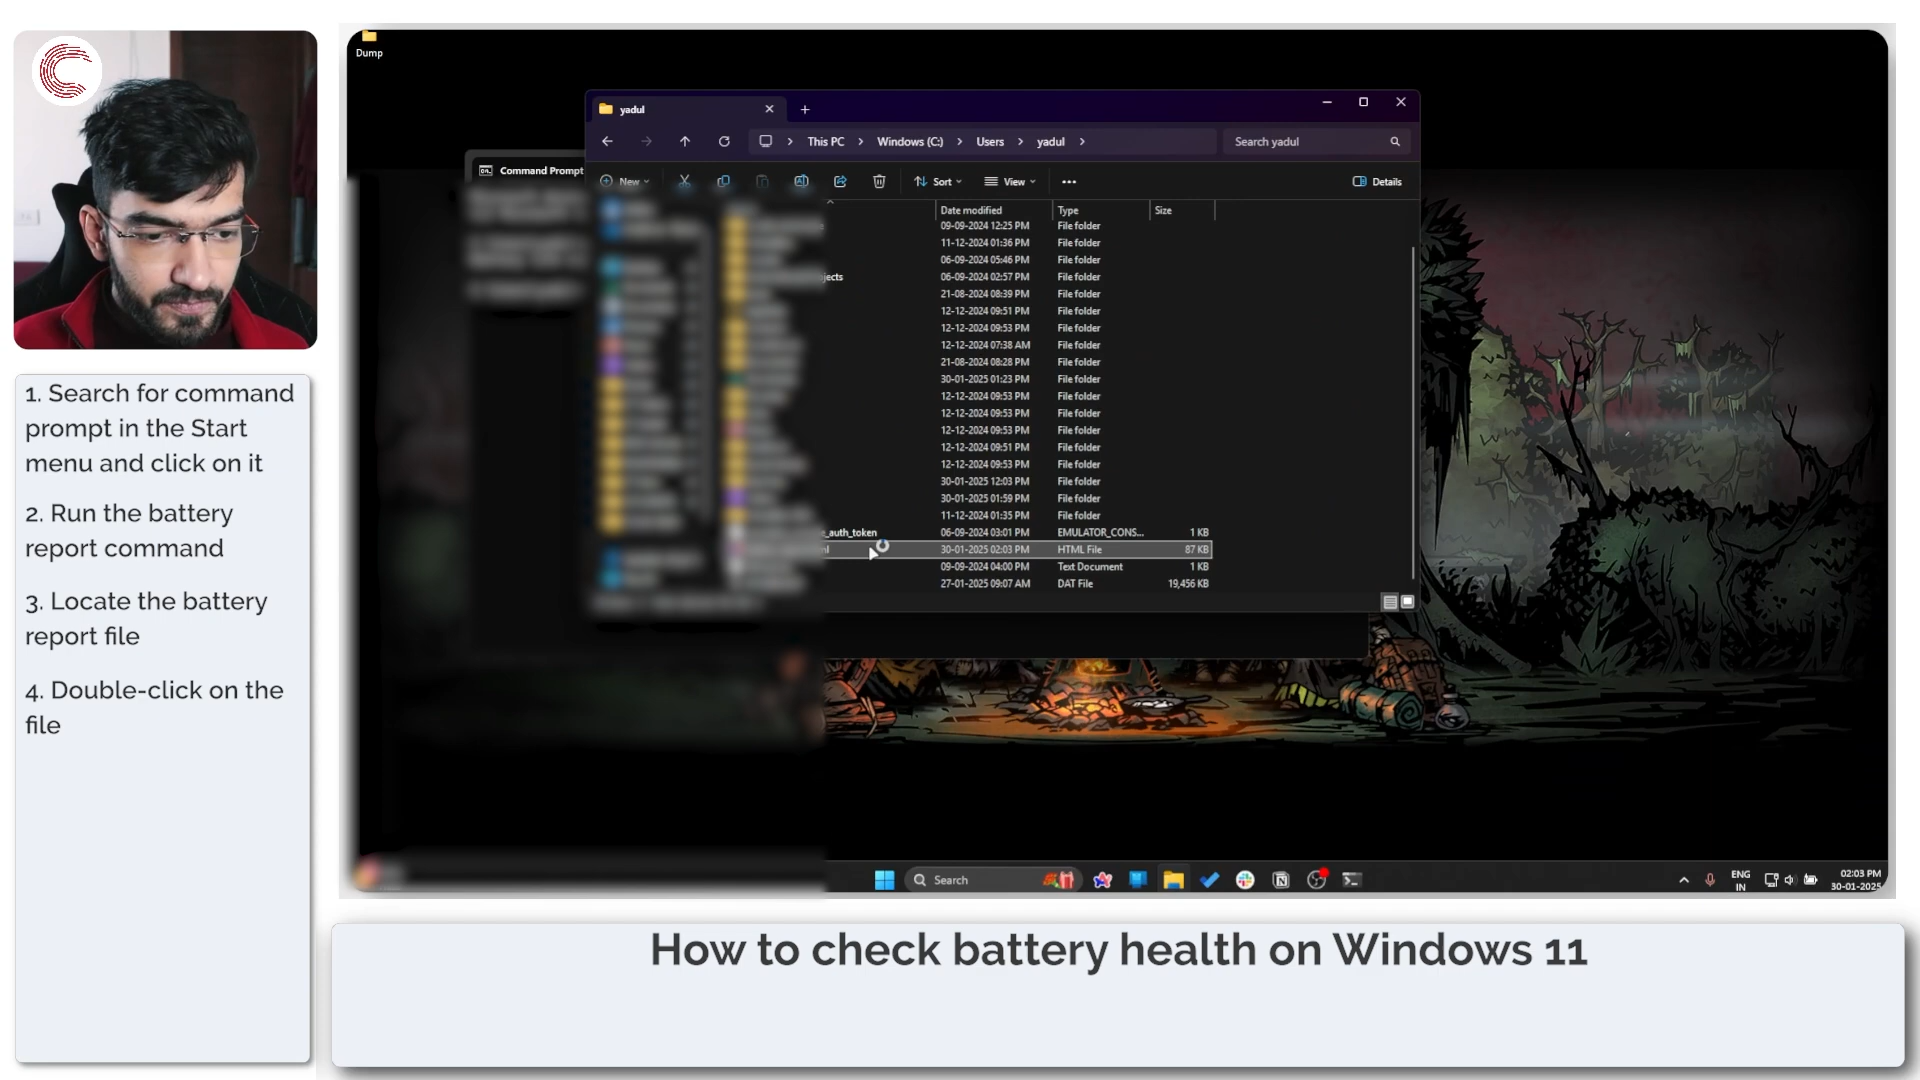 1. Search for command
prompt in the Start
menu and click on it
2. Run the battery
report command
3. Locate the battery
report file
4. Double-click on the
file
Dump
yadul
This PC > Windows (C:) > Users > yadul >
Search yadul
Command Prompt
New
Sort
View
Details
Date modified Type Size
09-09-2024 12:25 PM File folder
11-12-2024 01:36 PM File folder
06-09-2024 05:46 PM File folder
jects 06-09-2024 02:57 PM File folder
21-08-2024 08:39 PM File folder
12-12-2024 09:51 PM File folder
12-12-2024 09:53 PM File folder
12-12-2024 07:38 AM File folder
21-08-2024 08:28 PM File folder
30-01-2025 01:23 PM File folder
12-12-2024 09:53 PM File folder
12-12-2024 09:53 PM File folder
12-12-2024 09:53 PM File folder
12-12-2024 09:51 PM File folder
12-12-2024 09:53 PM File folder
30-01-2025 12:03 PM File folder
30-01-2025 01:59 PM File folder
11-12-2024 01:35 PM File folder
_auth_token 06-09-2024 03:01 PM EMULATOR_CONS... 1 KB
30-01-2025 02:03 PM HTML File 87 KB
09-09-2024 04:00 PM Text Document 1 KB
27-01-2025 09:07 AM DAT File 19,456 KB
Search
ENG
IN
02:03 PM
30-01-2025
How to check battery health on Windows 11